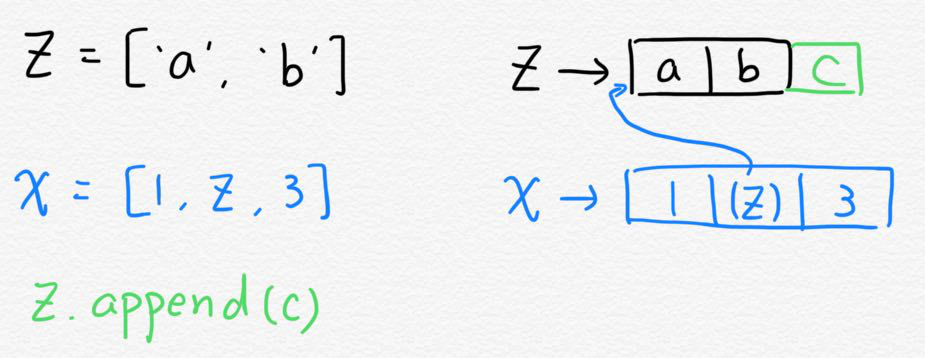 Z = ['a', 'b']
Z → a b c
x = [1, z, 3]
x → 1 (z) 3
z.append(c)